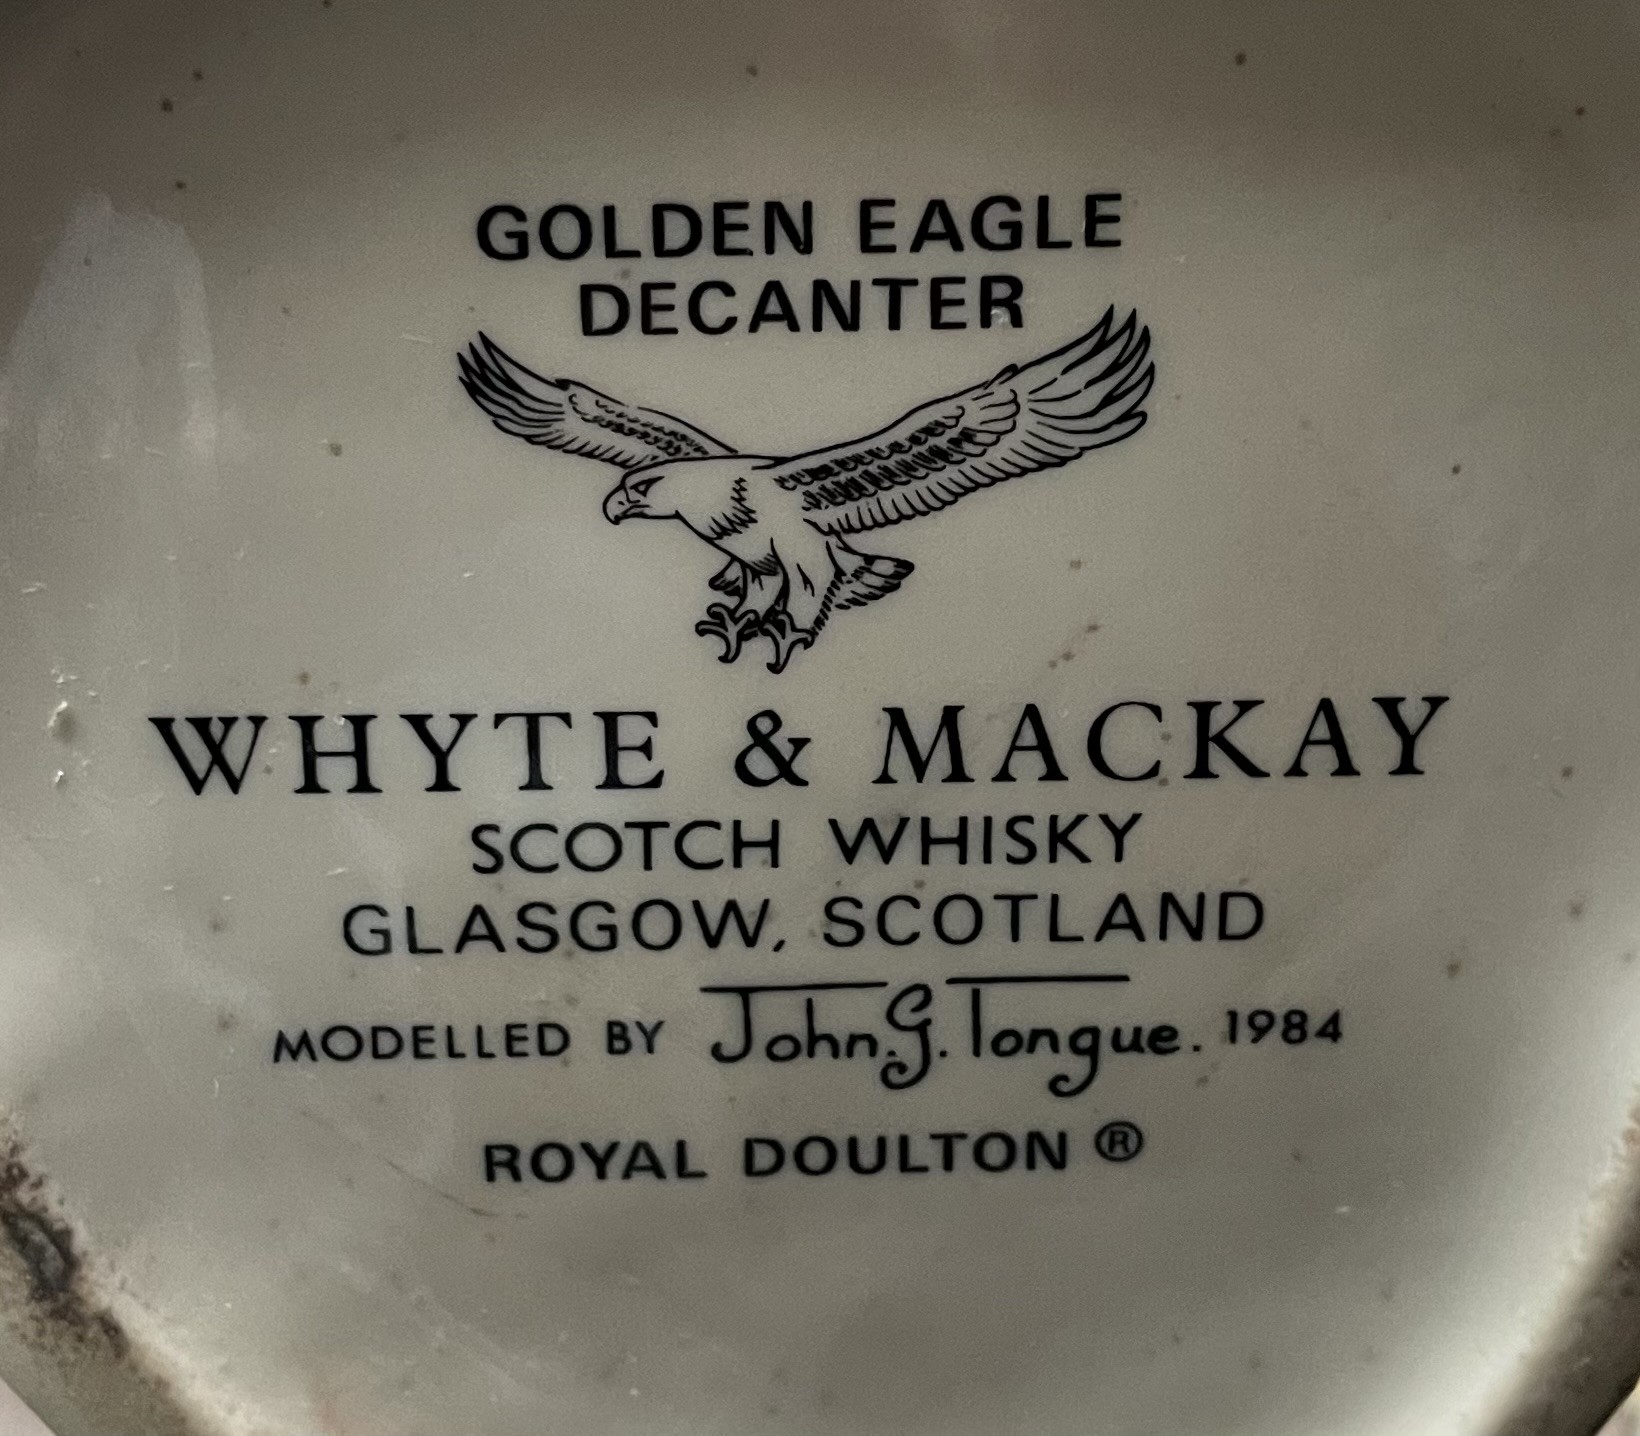 GOLDEN EAGLE
DECANTER
WHYTE & MACKAY
SCOTCH WHISKY
GLASGOW, SCOTLAND
MODELLED BY John.G.Tongue. 1984
ROYAL DOULTON ®